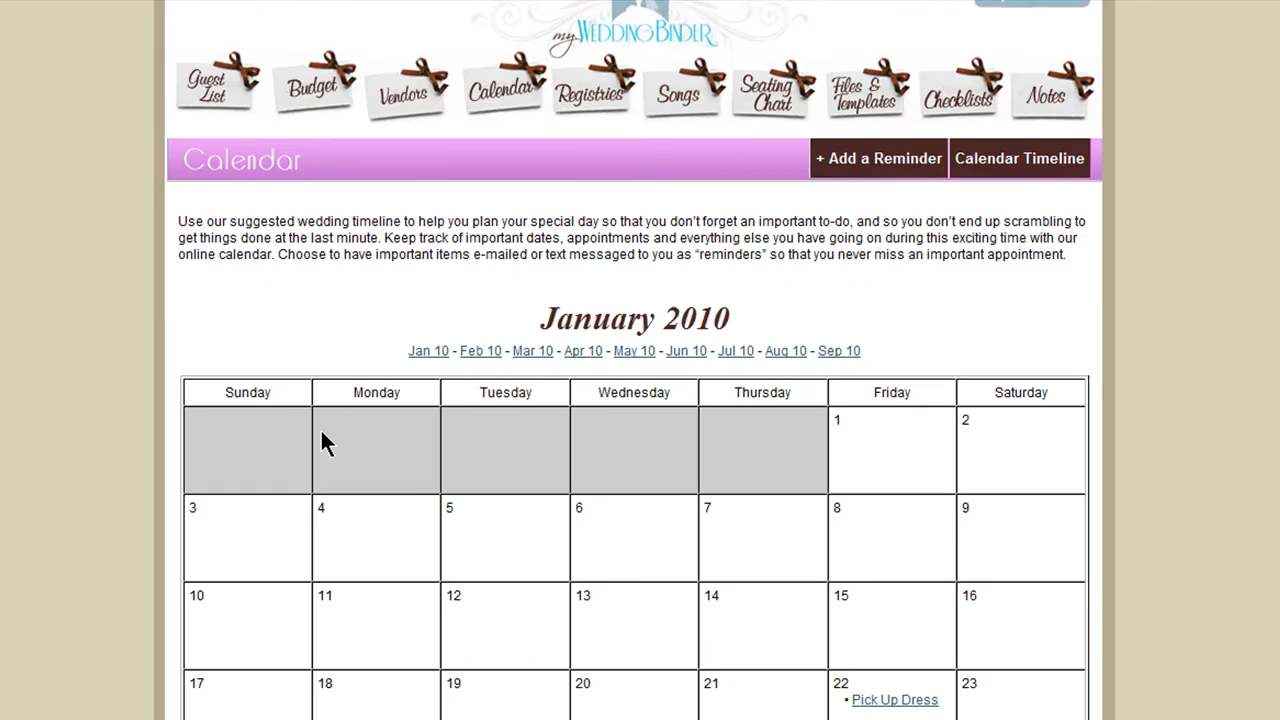 my WEDDING BINDER
Guest List
Budget
Vendors
Calendar
Registries
Songs
Seating Chart
Files & Templates
Checklists
Notes
Calendar
+ Add a Reminder
Calendar Timeline
Use our suggested wedding timeline to help you plan your special day so that you don’t forget an important to-do, and so you don’t end up scrambling to
get things done at the last minute. Keep track of important dates, appointments and everything else you have going on during this exciting time with our
online calendar. Choose to have important items e-mailed or text messaged to you as “reminders” so that you never miss an important appointment.
January 2010
Jan 10 - Feb 10 - Mar 10 - Apr 10 - May 10 - Jun 10 - Jul 10 - Aug 10 - Sep 10
Sunday Monday Tuesday Wednesday Thursday Friday Saturday
1 2
3 4 5 6 7 8 9
10 11 12 13 14 15 16
17 18 19 20 21 22 23
• Pick Up Dress